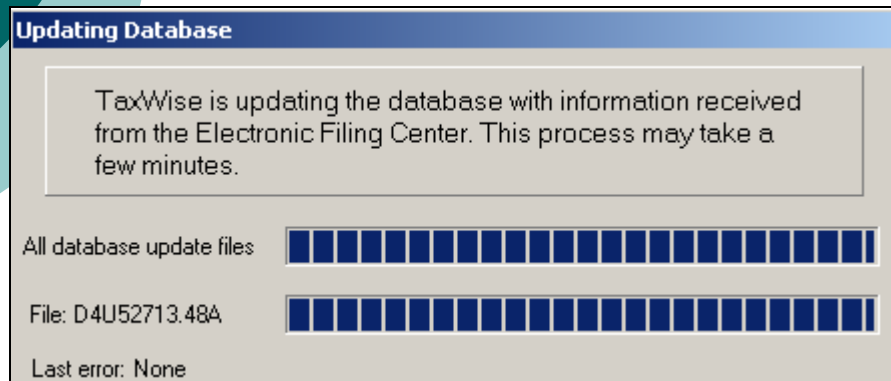 Updating Database
TaxWise is updating the database with information received
from the Electronic Filing Center. This process may take a
few minutes.
All database update files
File: D4U52713.48A
Last error: None